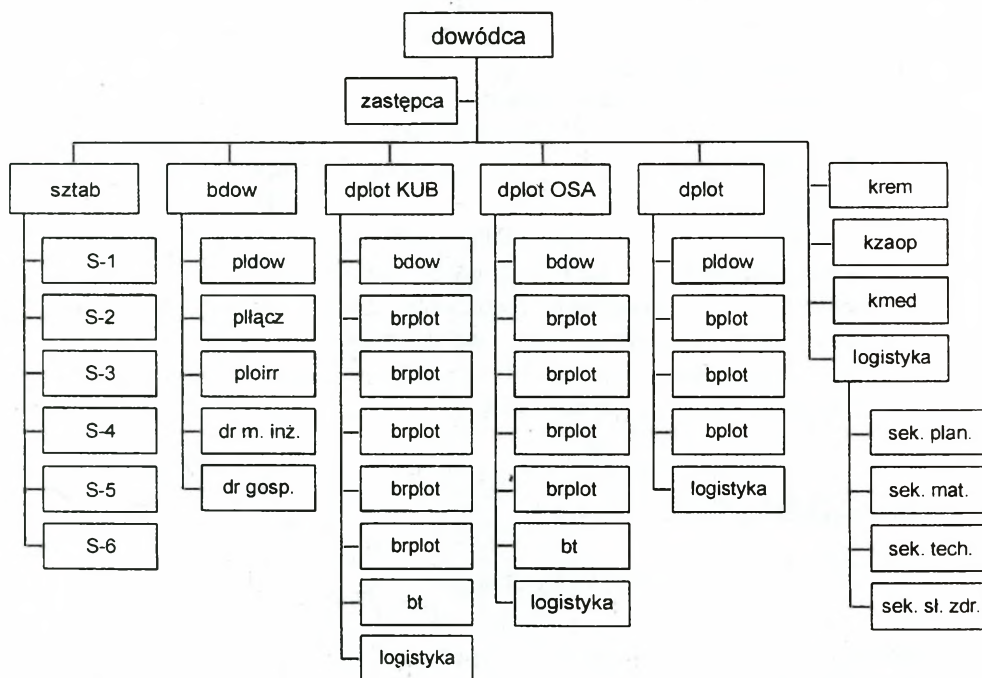 dowódca
zastępca
sztab
S-1
S-2
S-3
S-4
S-5
S-6
bdow
płdow
płłącz
ploirr
dr m. inż.
dr gosp.
dplot KUB
bdow
brplot
brplot
brplot
brplot
brplot
bt
logistyka
dplot OSA
bdow
brplot
brplot
brplot
brplot
bt
logistyka
dplot
pldow
bplot
bplot
bplot
logistyka
krem
kzaop
kmed
logistyka
sek. plan.
sek. mat.
sek. tech.
sek. sł. zdr.